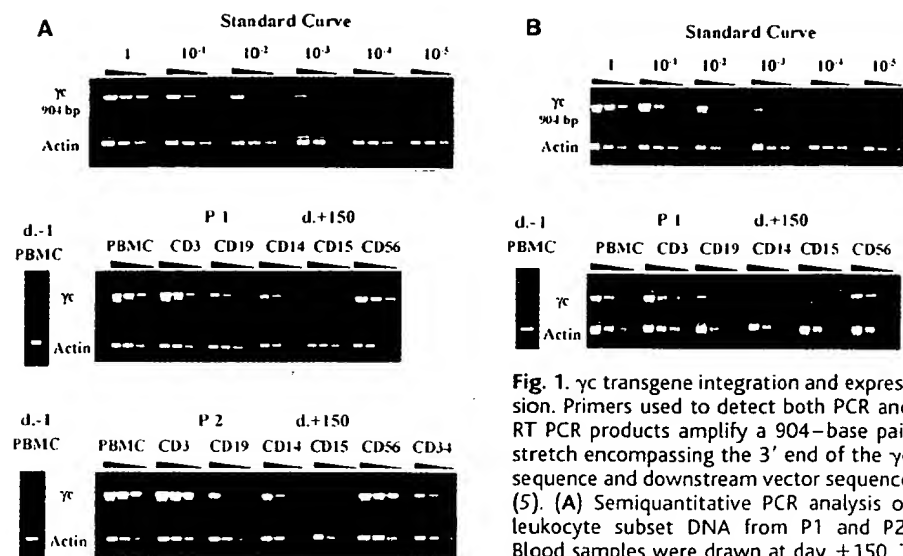 A
Standard Curve
1 10⁻¹ 10⁻² 10⁻³ 10⁻⁴ 10⁻⁵
γc
904 bp
Actin
P 1 d.+150
d.-1
PBMC
PBMC CD3 CD19 CD14 CD15 CD56
γc
Actin
P 2 d.+150
d.-1
PBMC
PBMC CD3 CD19 CD14 CD15 CD56 CD34
γc
Actin
B
Standard Curve
1 10⁻¹ 10⁻² 10⁻³ 10⁻⁴ 10⁻⁵
γc
904 bp
Actin
P 1 d.+150
d.-1
PBMC
PBMC CD3 CD19 CD14 CD15 CD56
γc
Actin
Fig. 1. γc transgene integration and expres-
sion. Primers used to detect both PCR and
RT PCR products amplify a 904–base pair
stretch encompassing the 3' end of the γc
sequence and downstream vector sequence
(5). (A) Semiquantitative PCR analysis o
leukocyte subset DNA from P1 and P2.
Blood samples were drawn at day +150.